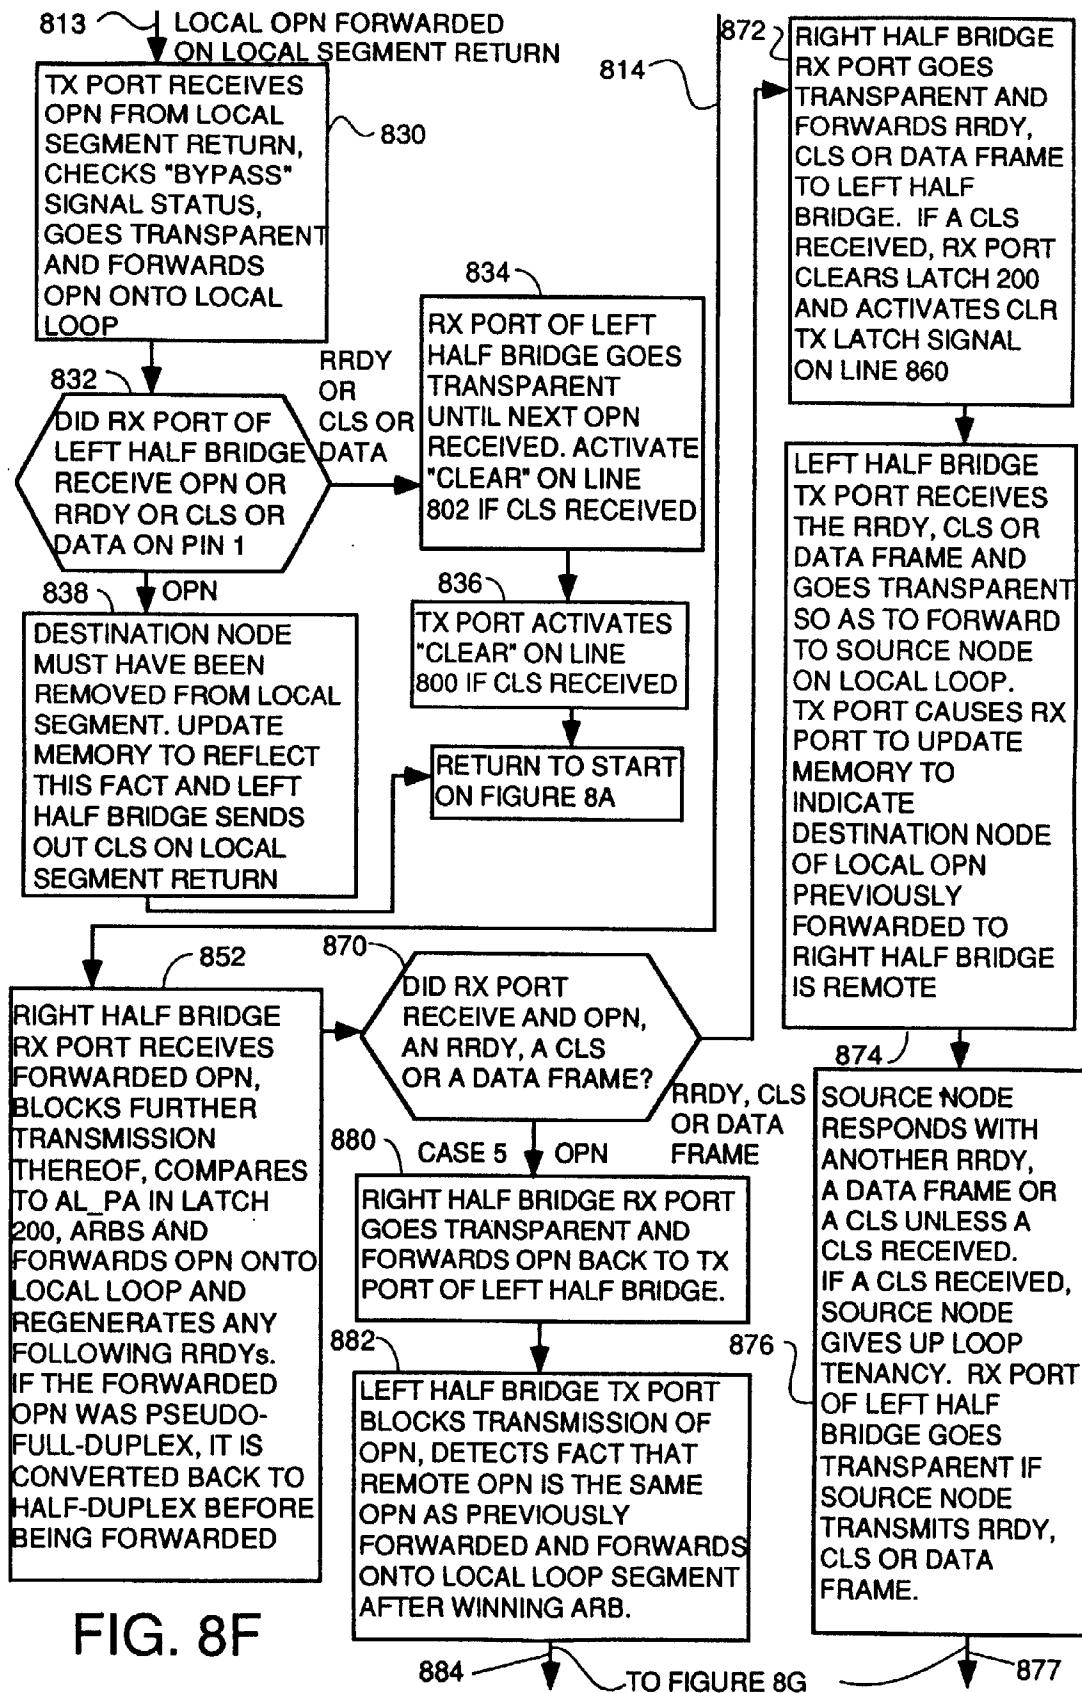 813
LOCAL OPN FORWARDED
ON LOCAL SEGMENT RETURN
TX PORT RECEIVES
OPN FROM LOCAL
SEGMENT RETURN,
CHECKS "BYPASS"
SIGNAL STATUS,
GOES TRANSPARENT
AND FORWARDS
OPN ONTO LOCAL
LOOP
830
832
DID RX PORT OF
LEFT HALF BRIDGE
RECEIVE OPN OR
RRDY OR CLS OR
DATA ON PIN 1
RRDY
OR
CLS OR
DATA
OPN
834
RX PORT OF LEFT
HALF BRIDGE GOES
TRANSPARENT
UNTIL NEXT OPN
RECEIVED. ACTIVATE
"CLEAR" ON LINE
802 IF CLS RECEIVED
836
TX PORT ACTIVATES
"CLEAR" ON LINE
800 IF CLS RECEIVED
RETURN TO START
ON FIGURE 8A
838
DESTINATION NODE
MUST HAVE BEEN
REMOVED FROM LOCAL
SEGMENT. UPDATE
MEMORY TO REFLECT
THIS FACT AND LEFT
HALF BRIDGE SENDS
OUT CLS ON LOCAL
SEGMENT RETURN
814
852
RIGHT HALF BRIDGE
RX PORT RECEIVES
FORWARDED OPN,
BLOCKS FURTHER
TRANSMISSION
THEREOF, COMPARES
TO AL_PA IN LATCH
200, ARBS AND
FORWARDS OPN ONTO
LOCAL LOOP AND
REGENERATES ANY
FOLLOWING RRDYs.
IF THE FORWARDED
OPN WAS PSEUDO-
FULL-DUPLEX, IT IS
CONVERTED BACK TO
HALF-DUPLEX BEFORE
BEING FORWARDED
870
DID RX PORT
RECEIVE AND OPN,
AN RRDY, A CLS
OR A DATA FRAME?
RRDY, CLS
OR DATA
FRAME
CASE 5
OPN
880
RIGHT HALF BRIDGE RX PORT
GOES TRANSPARENT AND
FORWARDS OPN BACK TO TX
PORT OF LEFT HALF BRIDGE.
882
LEFT HALF BRIDGE TX PORT
BLOCKS TRANSMISSION OF
OPN, DETECTS FACT THAT
REMOTE OPN IS THE SAME
OPN AS PREVIOUSLY
FORWARDED AND FORWARDS
ONTO LOCAL LOOP SEGMENT
AFTER WINNING ARB.
884
872
RIGHT HALF BRIDGE
RX PORT GOES
TRANSPARENT AND
FORWARDS RRDY,
CLS OR DATA FRAME
TO LEFT HALF
BRIDGE. IF A CLS
RECEIVED, RX PORT
CLEARS LATCH 200
AND ACTIVATES CLR
TX LATCH SIGNAL
ON LINE 860
LEFT HALF BRIDGE
TX PORT RECEIVES
THE RRDY, CLS OR
DATA FRAME AND
GOES TRANSPARENT
SO AS TO FORWARD
TO SOURCE NODE
ON LOCAL LOOP.
TX PORT CAUSES RX
PORT TO UPDATE
MEMORY TO
INDICATE
DESTINATION NODE
OF LOCAL OPN
PREVIOUSLY
FORWARDED TO
RIGHT HALF BRIDGE
IS REMOTE
874
SOURCE NODE
RESPONDS WITH
ANOTHER RRDY,
A DATA FRAME OR
A CLS UNLESS A
CLS RECEIVED.
IF A CLS RECEIVED,
SOURCE NODE
GIVES UP LOOP
TENANCY. RX PORT
OF LEFT HALF
BRIDGE GOES
TRANSPARENT IF
SOURCE NODE
TRANSMITS RRDY,
CLS OR DATA
FRAME.
876
TO FIGURE 8G
877
FIG. 8F